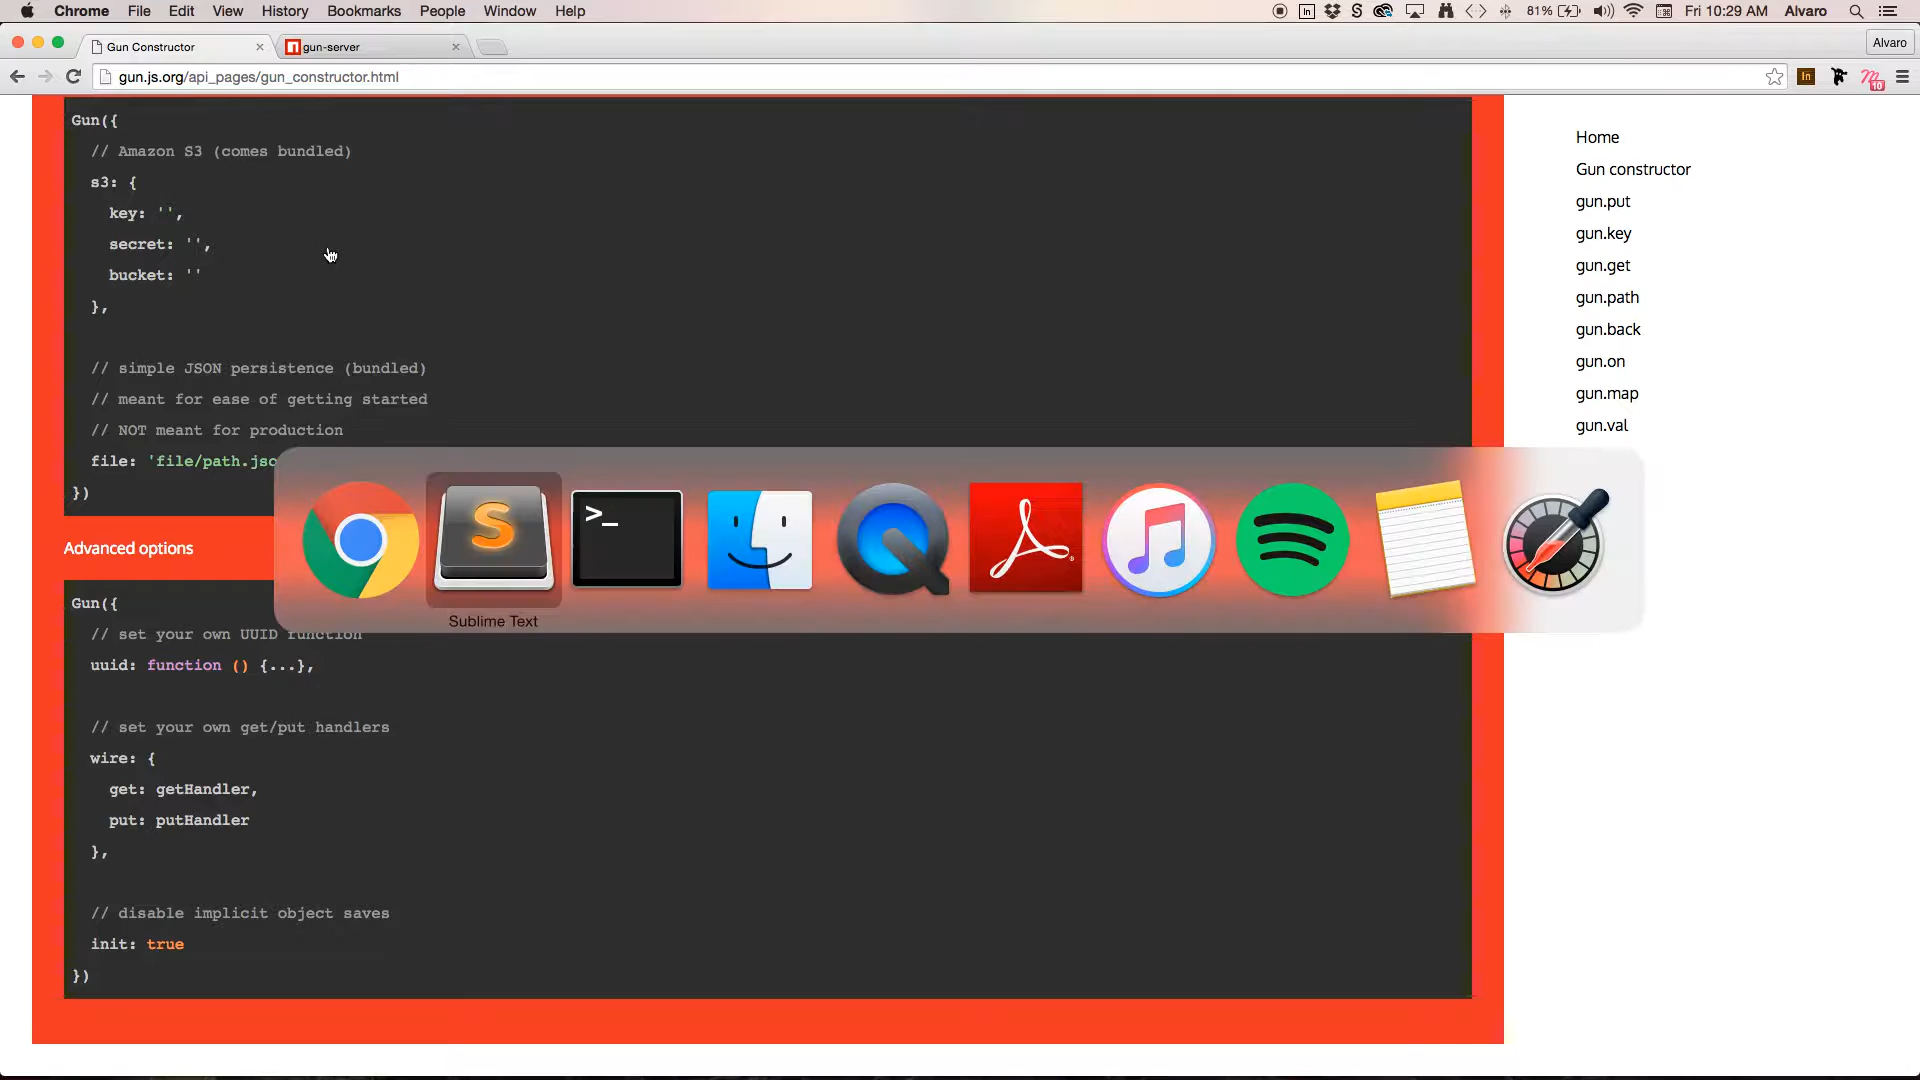 Chrome File Edit View History Bookmarks People Window Help 81% Fri 10:29 AM Alvaro
Gun Constructor gun-server Alvaro
gun.js.org/api_pages/gun_constructor.html
In 10
Gun({
// Amazon S3 (comes bundled)
s3: {
key: '',
secret: '',
bucket: ''
},
// simple JSON persistence (bundled)
// meant for ease of getting started
// NOT meant for production
file: 'file/path.jso
})
Advanced options
Gun({
// set your own UUID function
uuid: function () {...},
// set your own get/put handlers
wire: {
get: getHandler,
put: putHandler
},
// disable implicit object saves
init: true
})
Home
Gun constructor
gun.put
gun.key
gun.get
gun.path
gun.back
gun.on
gun.map
gun.val
S
>_
Sublime Text